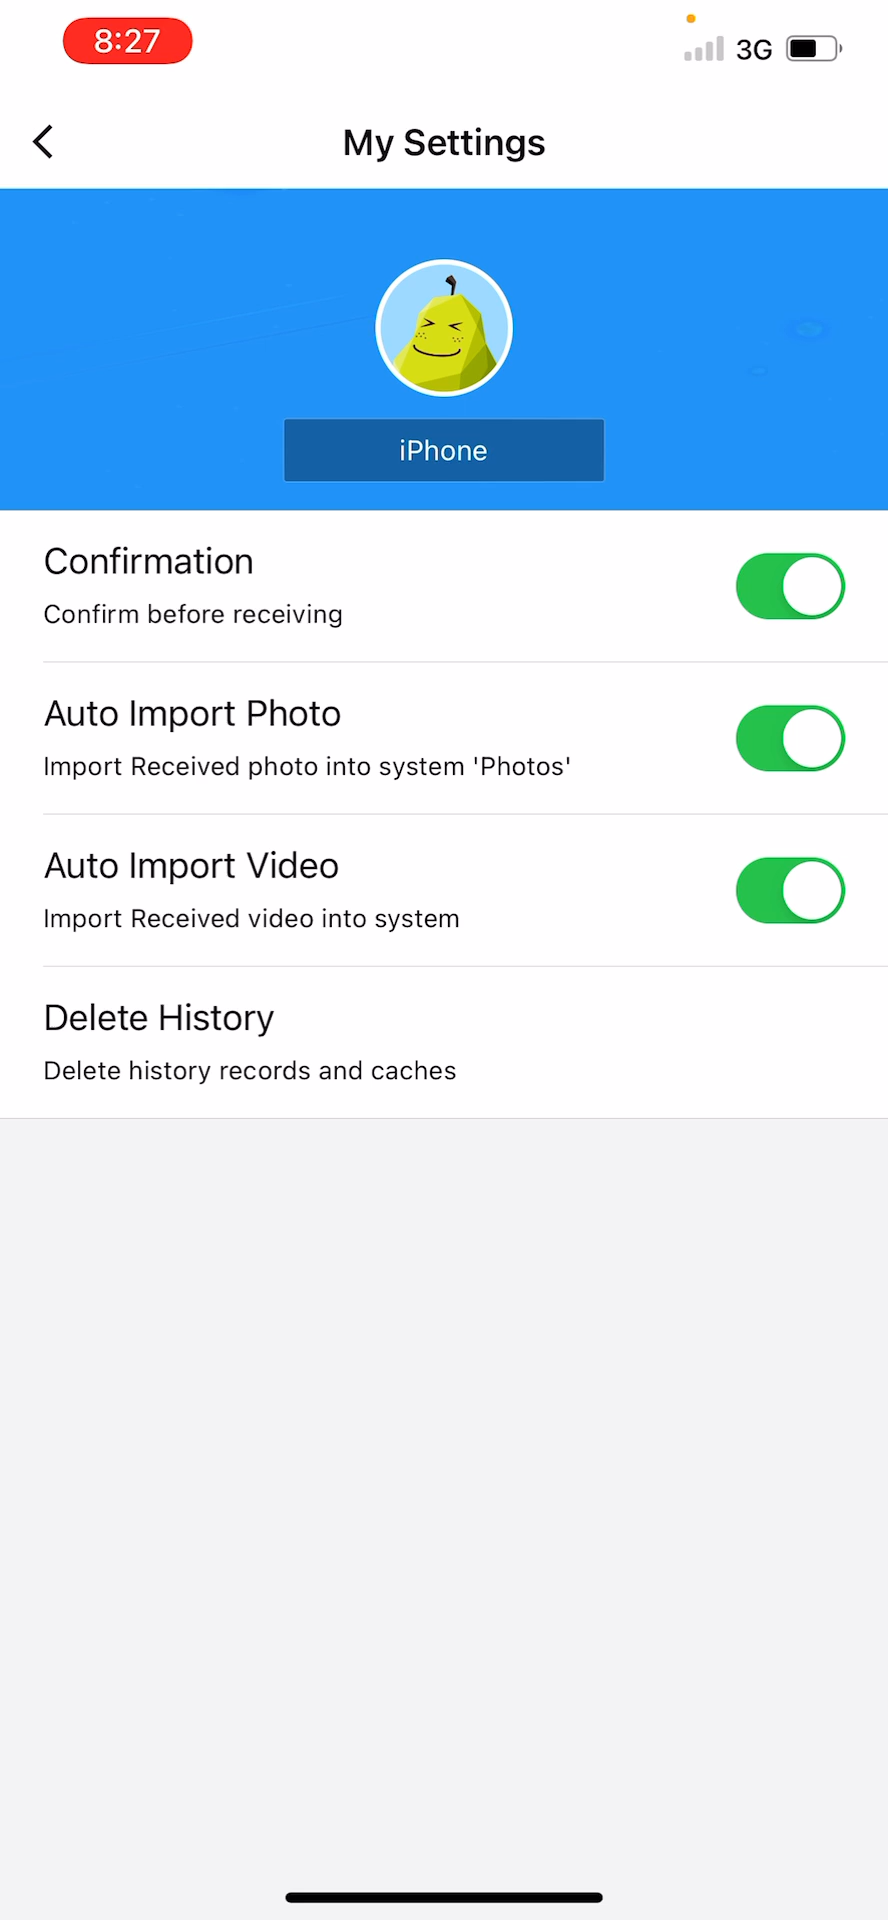 8:27
3G
My Settings
iPhone
Confirmation
Confirm before receiving
Auto Import Photo
Import Received photo into system 'Photos'
Auto Import Video
Import Received video into system
Delete History
Delete history records and caches